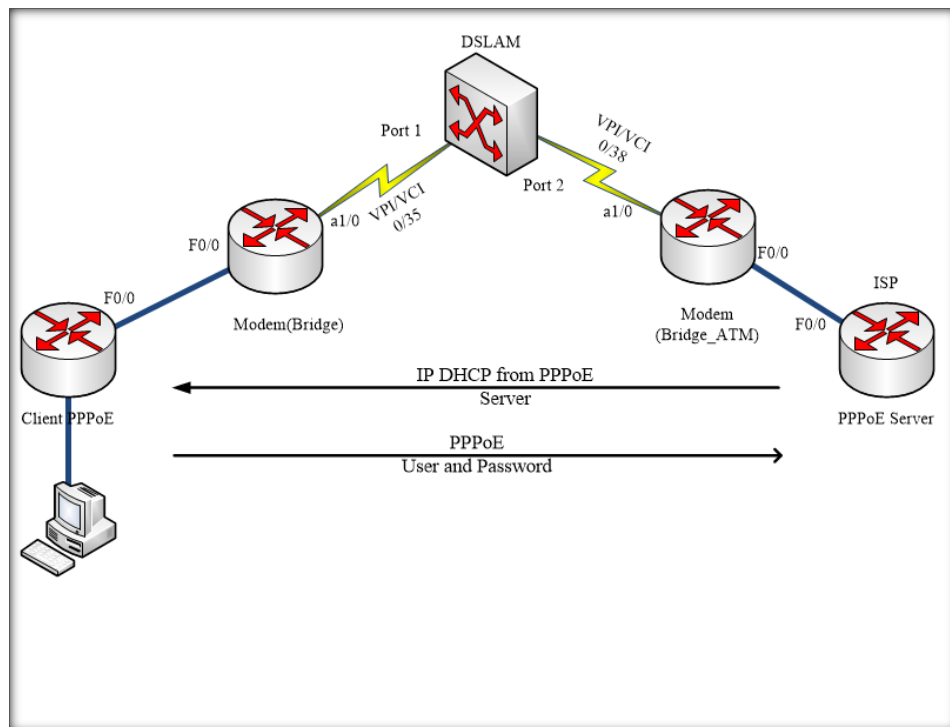 DSLAM
Port 1
VPI/VCI
0/38
Port 2
VPI/VCI
0/35
a1/0
a1/0
F0/0
F0/0
ISP
F0/0
Modem(Bridge)
Modem
(Bridge_ATM)
F0/0
IP DHCP from PPPoE
Server
Client PPPoE
PPPoE Server
PPPoE
User and Password